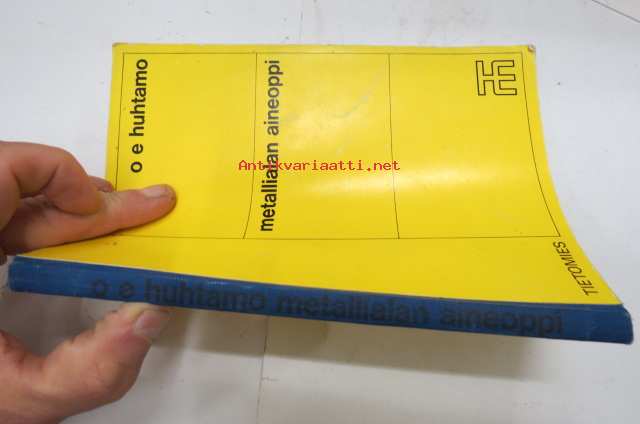 o e huhtamo
metallialan aineoppi
Antikvariaatti.net
TIETOMIES
o e huhtamo metallialan aineoppi